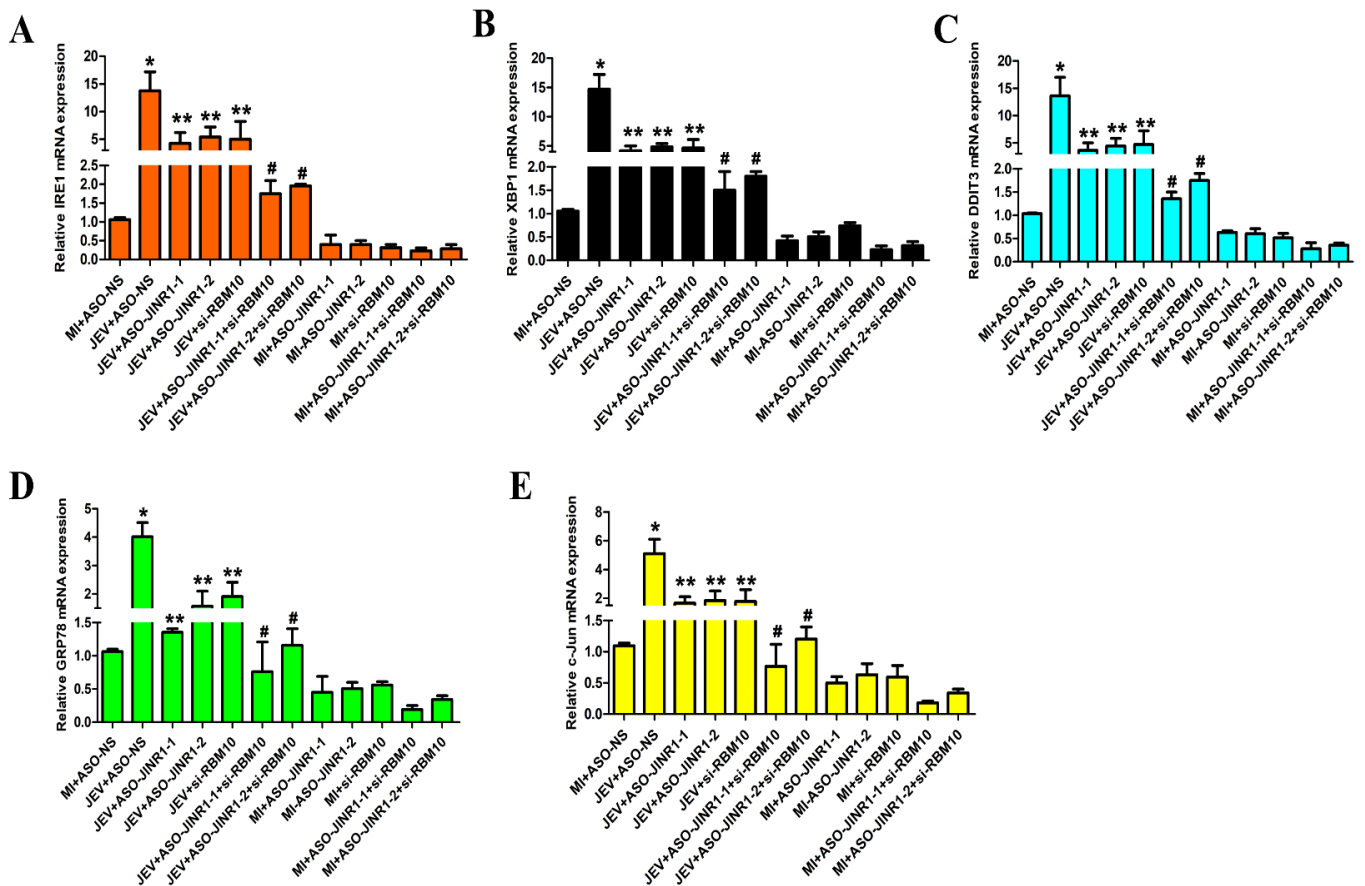 A
Relative IRE1 mRNA expression
20
15
10
5
2.5
2.0
1.5
1.0
0.5
0.0
*
**
**
**
#
#
MI+ASO-NS
JEV+ASO-NS
JEV+ASO-JINR1-1
JEV+ASO-JINR1-2
JEV+si-RBM10
JEV+ASO-JINR1-1+si-RBM10
JEV+ASO-JINR1-2+si-RBM10
MI+ASO-JINR1-1
MI-ASO-JINR1-2
MI+si-RBM10
MI+ASO-JINR1-1+si-RBM10
MI+ASO-JINR1-2+si-RBM10
B
Relative XBP1 mRNA expression
20
15
10
5
2.0
1.5
1.0
0.5
0.0
*
**
**
**
#
#
MI+ASO-NS
JEV+ASO-NS
JEV+ASO-JINR1-1
JEV+ASO-JINR1-2
JEV+si-RBM10
JEV+ASO-JINR1-1+si-RBM10
JEV+ASO-JINR1-2+si-RBM10
MI+ASO-JINR1-1
MI-ASO-JINR1-2
MI+si-RBM10
MI+ASO-JINR1-1+si-RBM10
MI+ASO-JINR1-2+si-RBM10
C
Relative DDIT3 mRNA expression
20
15
10
5
2.0
1.5
1.0
0.5
0.0
*
**
**
**
#
#
MI+ASO-NS
JEV+ASO-NS
JEV+ASO-JINR1-1
JEV+ASO-JINR1-2
JEV+si-RBM10
JEV+ASO-JINR1-1+si-RBM10
JEV+ASO-JINR1-2+si-RBM10
MI+ASO-JINR1-1
MI-ASO-JINR1-2
MI+si-RBM10
MI+ASO-JINR1-1+si-RBM10
MI+ASO-JINR1-2+si-RBM10
D
Relative GRP78 mRNA expression
5
4
3
2
1.5
1.0
0.5
0.0
*
**
**
**
#
#
MI+ASO-NS
JEV+ASO-NS
JEV+ASO-JINR1-1
JEV+ASO-JINR1-2
JEV+si-RBM10
JEV+ASO-JINR1-1+si-RBM10
JEV+ASO-JINR1-2+si-RBM10
MI+ASO-JINR1-1
MI-ASO-JINR1-2
MI+si-RBM10
MI+ASO-JINR1-1+si-RBM10
MI+ASO-JINR1-2+si-RBM10
E
Relative c-Jun mRNA expression
8
6
4
2
1.5
1.0
0.5
0.0
*
**
**
**
#
#
MI+ASO-NS
JEV+ASO-NS
JEV+ASO-JINR1-1
JEV+ASO-JINR1-2
JEV+si-RBM10
JEV+ASO-JINR1-1+si-RBM10
JEV+ASO-JINR1-2+si-RBM10
MI+ASO-JINR1-1
MI-ASO-JINR1-2
MI+si-RBM10
MI+ASO-JINR1-1+si-RBM10
MI+ASO-JINR1-2+si-RBM10